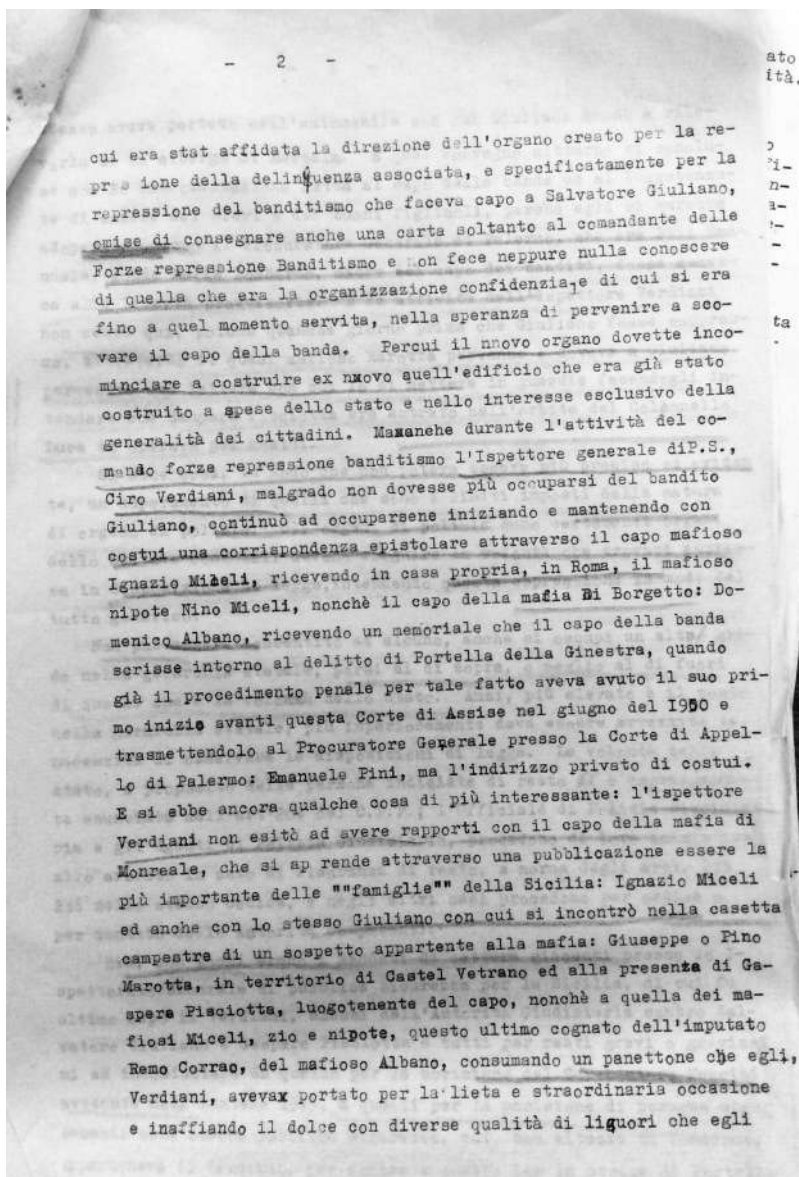 - 2 -
ato
ità.
cui era stat affidata la direzione dell'organo creato per la re-
pre ione della delinquenza associata, e specificatamente per la
repressione del banditismo che faceva capo a Salvatore Giuliano,
omise di consegnare anche una carta soltanto al comandante delle
Forze repressione Banditismo e non fece neppure nulla conoscere
di quella che era la organizzazione confidenziale di cui si era
fino a quel momento servita, nella speranza di pervenire a sco-
vare il capo della banda. Percui il nnovo organo dovette inco-
minciare a costruire ex nuovo quell'edificio che era già stato
costruito a spese dello stato e nello interesse esclusivo della
generalità dei cittadini. Maxanehe durante l'attività del co-
mando forze repressione banditismo l'Ispettore generale diP.S.,
Ciro Verdiani, malgrado non dovesse più occuparsi del bandito
Giuliano, continuò ad occuparsene iniziando e mantenendo con
costui una corrispondenza epistolare attraverso il capo mafioso
Ignazio Miceli, ricevendo in casa propria, in Roma, il mafioso
nipote Nino Miceli, nonchè il capo della mafia Di Borgetto: Do-
menico Albano, ricevendo un memoriale che il capo della banda
scrisse intorno al delitto di Portella della Ginestra, quando
già il procedimento penale per tale fatto aveva avuto il suo pri-
mo inizio avanti questa Corte di Assise nel giugno del I950 e
trasmettendolo al Procuratore Generale presso la Corte di Appel-
lo di Palermo: Emanuele Pini, ma l'indirizzo privato di costui.
E si ebbe ancora qualche cosa di più interessante: l'ispettore
Verdiani non esitò ad avere rapporti con il capo della mafia di
Monreale, che si ap rende attraverso una pubblicazione essere la
più importante delle ""famiglie"" della Sicilia: Ignazio Miceli
ed anche con lo stesso Giuliano con cui si incontrò nella casetta
campestre di un sospetto appartente alla mafia: Giuseppe o Pino
Marotta, in territorio di Castel Vetrano ed alla presenta di Ga-
spere Pisciotta, luogotenente del capo, nonchè a quella dei ma-
fiosi Miceli, zio e nipote, questo ultimo cognato dell'imputato
Remo Corrao, del mafioso Albano, consumando un panettone che egli,
Verdiani, avevax portato per la lieta e straordinaria occasione
e inaffiando il dolce con diverse qualità di liguori che egli
ta